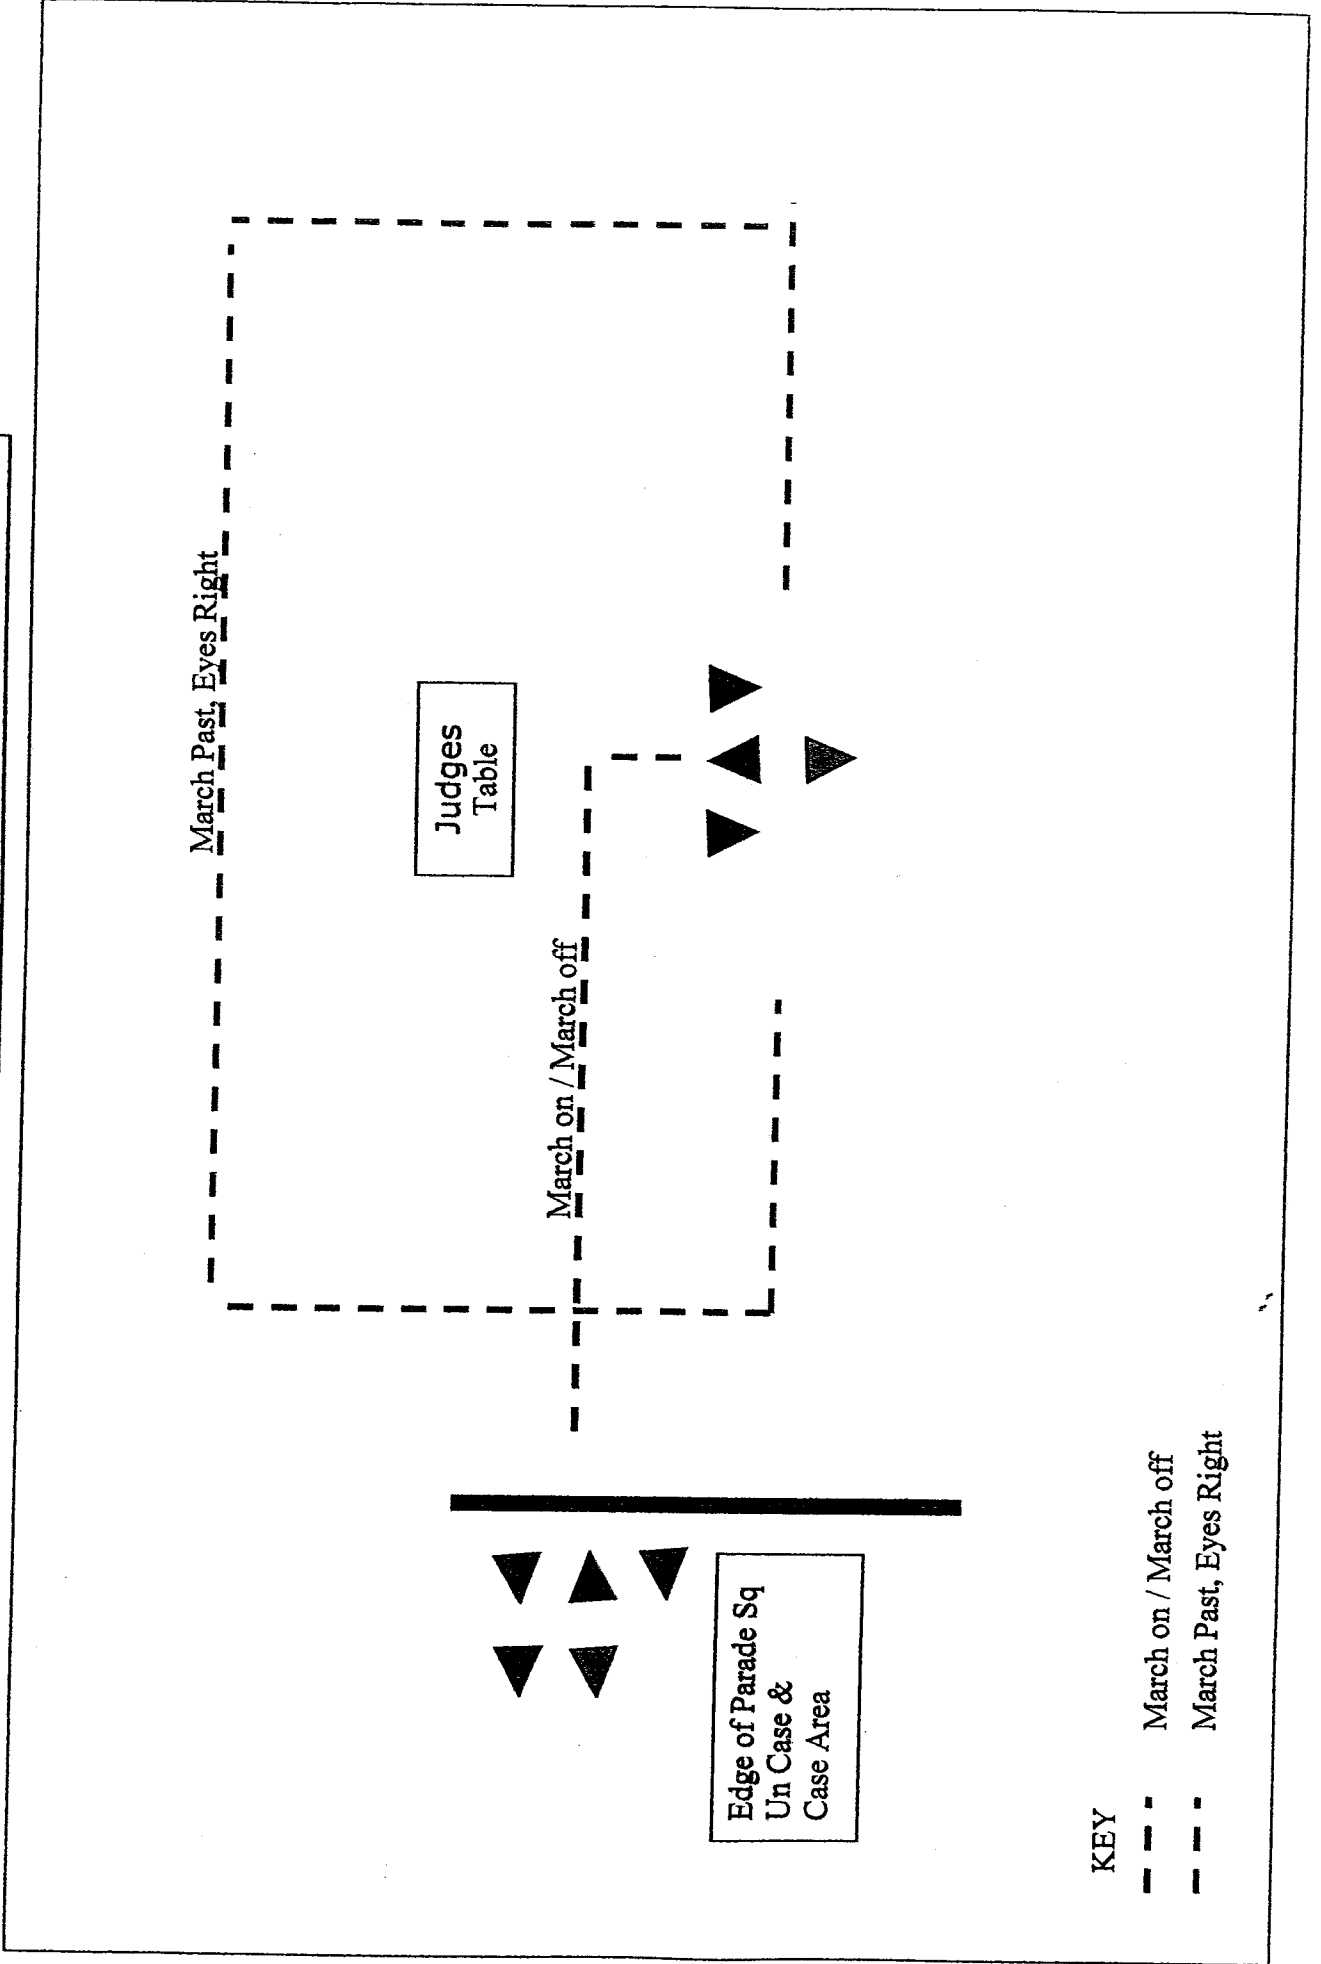 March Past, Eyes Right
Judges
Table
March on / March off
Edge of Parade Sq
Un Case &
Case Area
KEY
March on / March off
March Past, Eyes Right